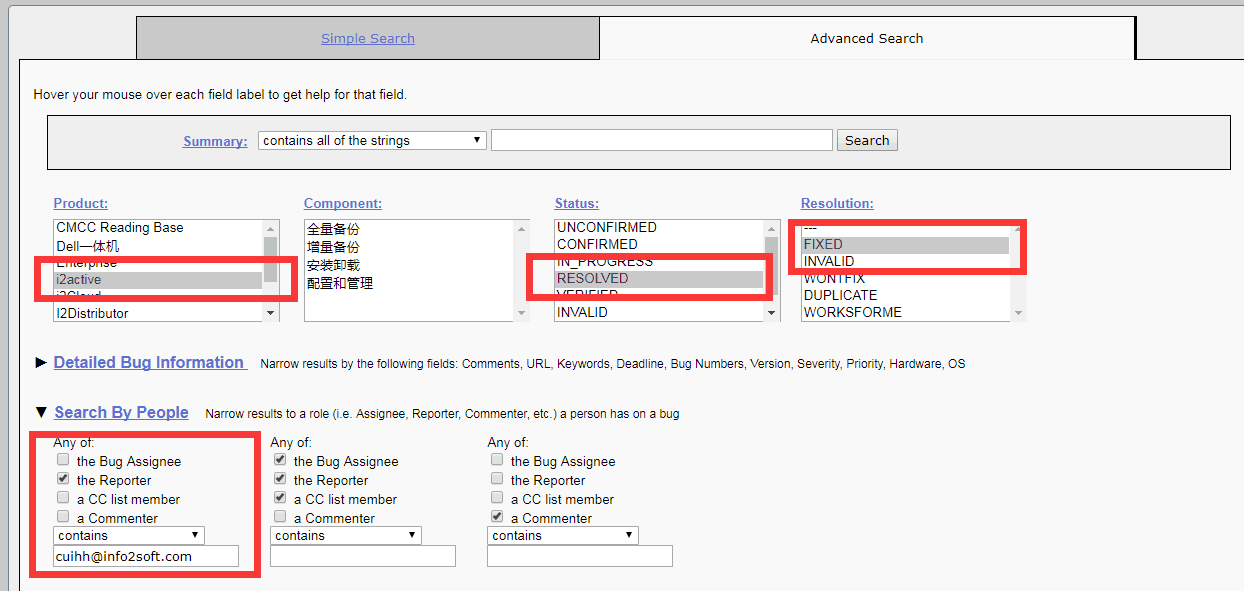 Simple Search
Advanced Search
Hover your mouse over each field label to get help for that field.
Summary: contains all of the strings Search
Product: Component: Status: Resolution:
CMCC Reading Base
Dell一体机
Enterprise
i2active
i2Cloud
I2Distributor
全量备份
增量备份
安装卸载
配置和管理
UNCONFIRMED
CONFIRMED
IN_PROGRESS
RESOLVED
VERIFIED
INVALID
---
FIXED
INVALID
WONTFIX
DUPLICATE
WORKSFORME
Detailed Bug Information Narrow results by the following fields: Comments, URL, Keywords, Deadline, Bug Numbers, Version, Severity, Priority, Hardware, OS
Search By People Narrow results to a role (i.e. Assignee, Reporter, Commenter, etc.) a person has on a bug
Any of:
the Bug Assignee
the Reporter
a CC list member
a Commenter
contains
cuihh@info2soft.com
Any of:
the Bug Assignee
the Reporter
a CC list member
a Commenter
contains
Any of:
the Bug Assignee
the Reporter
a CC list member
a Commenter
contains